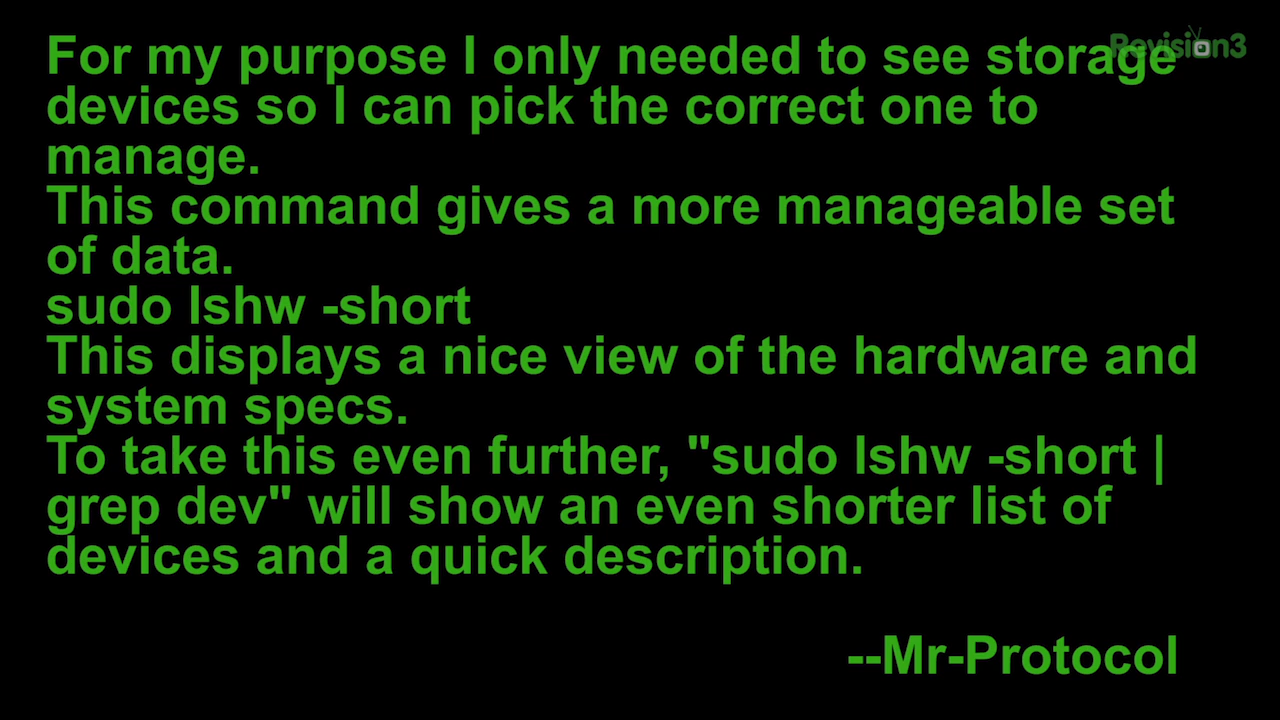 Revision3
For my purpose I only needed to see storage
devices so I can pick the correct one to
manage.
This command gives a more manageable set
of data.
sudo lshw -short
This displays a nice view of the hardware and
system specs.
To take this even further, "sudo lshw -short |
grep dev" will show an even shorter list of
devices and a quick description.
--Mr-Protocol